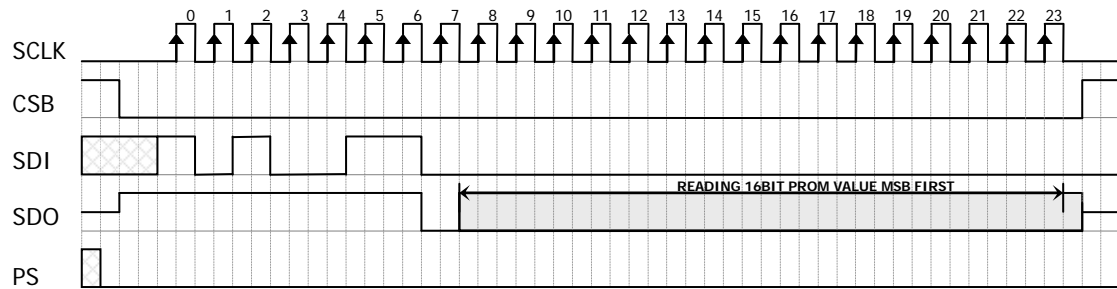 0 1 2 3 4 5 6 7 8 9 10 11 12 13 14 15 16 17 18 19 20 21 22 23
SCLK
CSB
SDI
READING 16BIT PROM VALUE MSB FIRST
SDO
PS